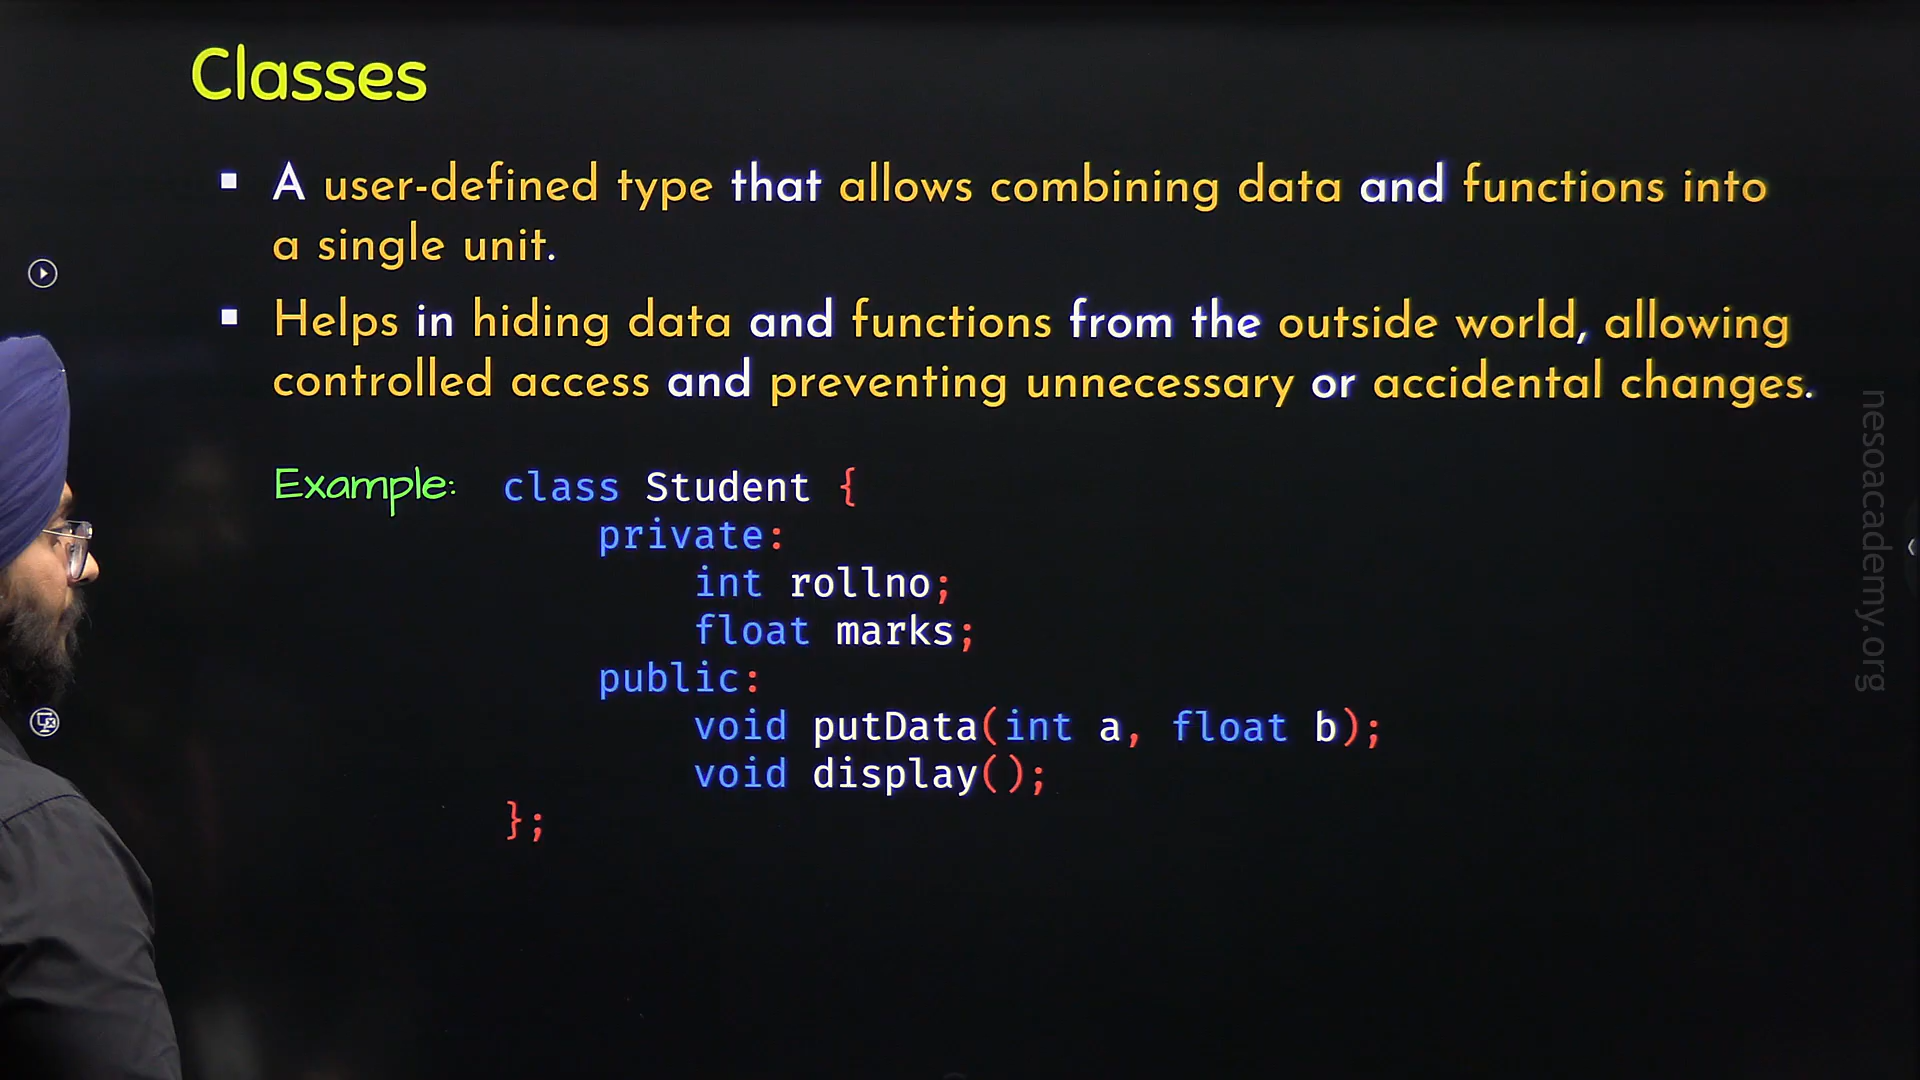 Classes
▪ A user-defined type that allows combining data and functions into
a single unit.
▪ Helps in hiding data and functions from the outside world, allowing
controlled access and preventing unnecessary or accidental changes.
Example: class Student {
    private:
        int rollno;
        float marks;
    public:
        void putData(int a, float b);
        void display();
};
nesoacademy.org